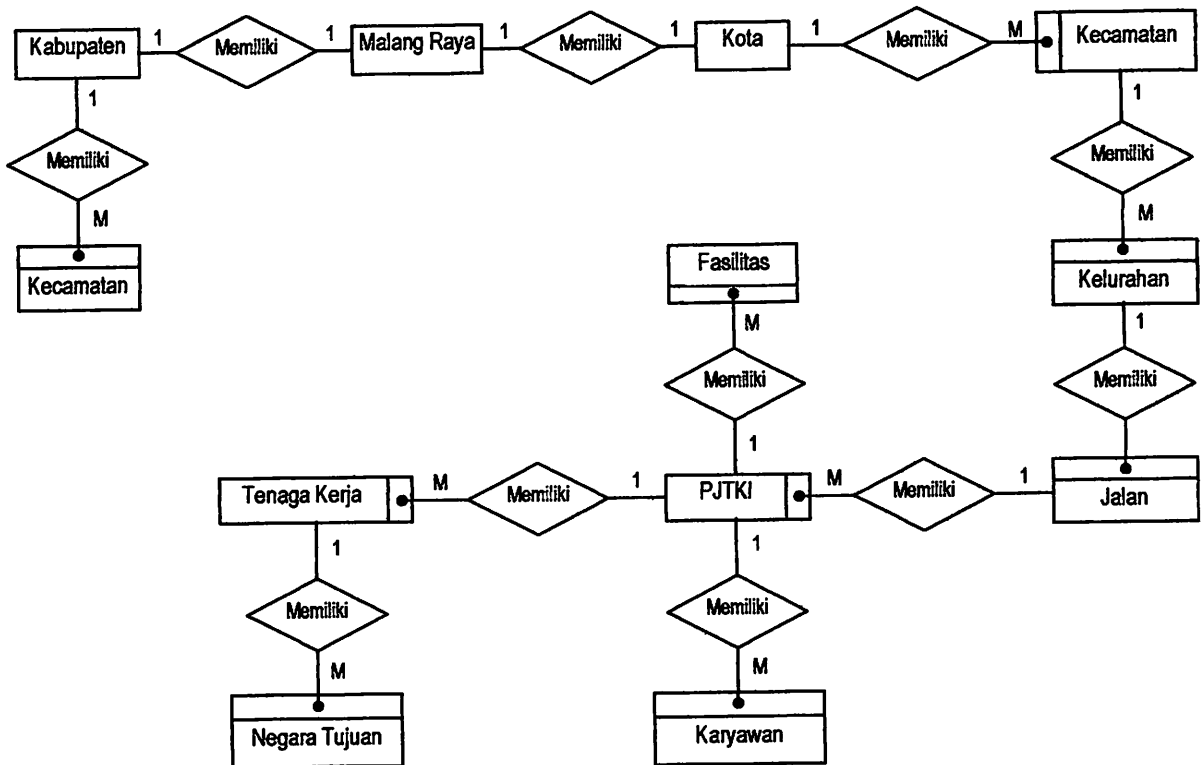 Kabupaten 1 Memiliki 1 Malang Raya 1 Memiliki 1 Kota 1 Memiliki M Kecamatan
1 1
Memiliki Memiliki
M M
Kecamatan Fasilitas Kelurahan
M 1
Memiliki Memiliki
1
Tenaga Kerja M Memiliki 1 PJTKI M Memiliki 1 Jalan
1 1
Memiliki Memiliki
M M
Negara Tujuan Karyawan